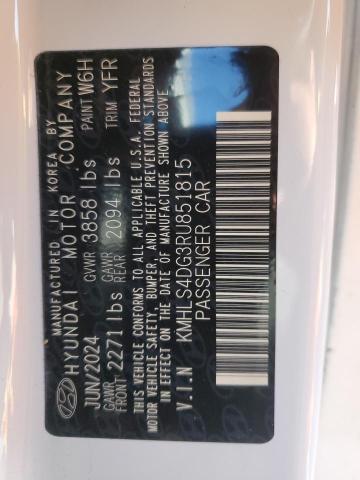 MANUFACTURED IN KOREA BY
HYUNDAI MOTOR COMPANY
JUN/2024 GVWR 3858 lbs PAINT W6H
GAWR FRONT 2271 lbs GAWR REAR 2094 lbs TRIM YFR
THIS VEHICLE CONFORMS TO ALL APPLICABLE U.S.A. FEDERAL
MOTOR VEHICLE SAFETY, BUMPER, AND THEFT PREVENTION STANDARDS
IN EFFECT ON THE DATE OF MANUFACTURE SHOWN ABOVE.
V.I.N KMHLS4DG3RU851815
PASSENGER CAR